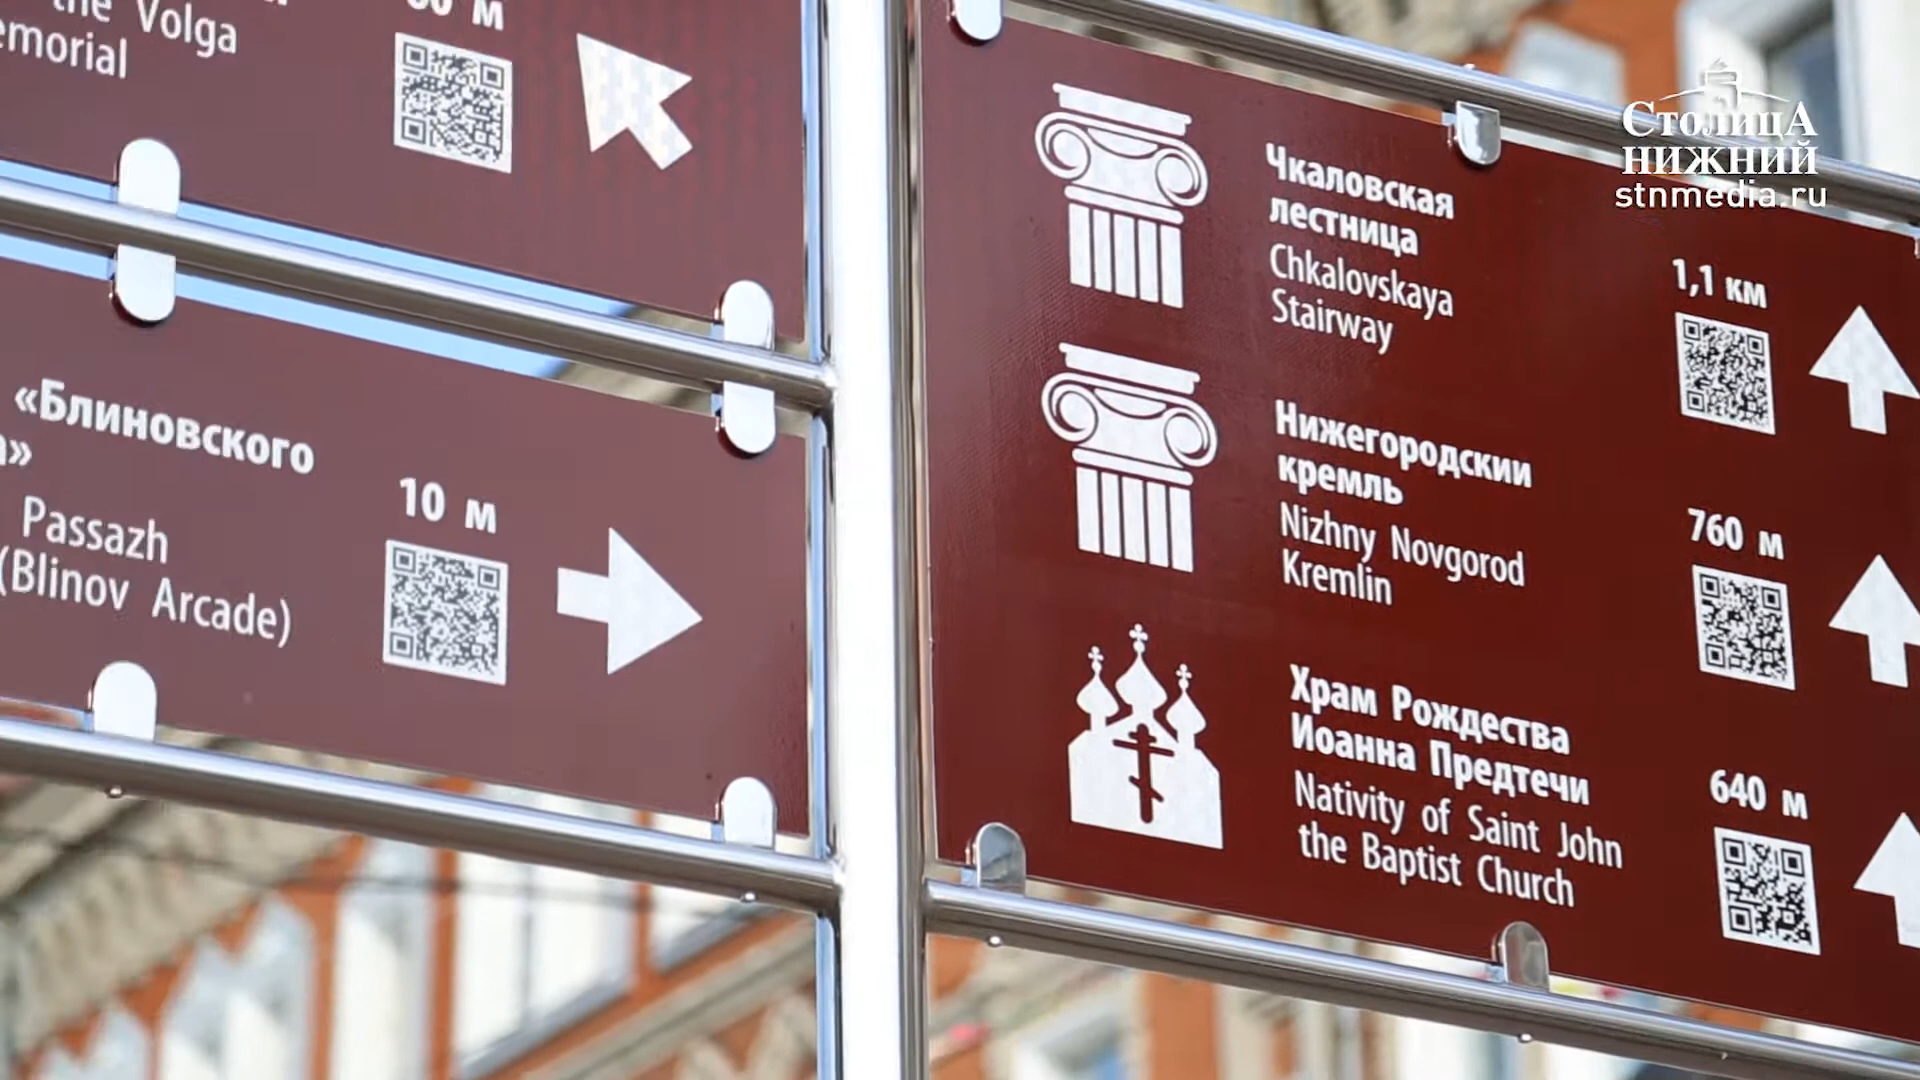 the Volga
emorial
60 м
«Блиновского
Passazh
(Blinov Arcade)
10 м
Чкаловская
лестница
Chkalovskaya
Stairway
1,1 км
Нижегородский
кремль
Nizhny Novgorod
Kremlin
760 м
Храм Рождества
Иоанна Предтечи
Nativity of Saint John
the Baptist Church
640 м
СтолицА
НИЖНИЙ
stnmedia.ru